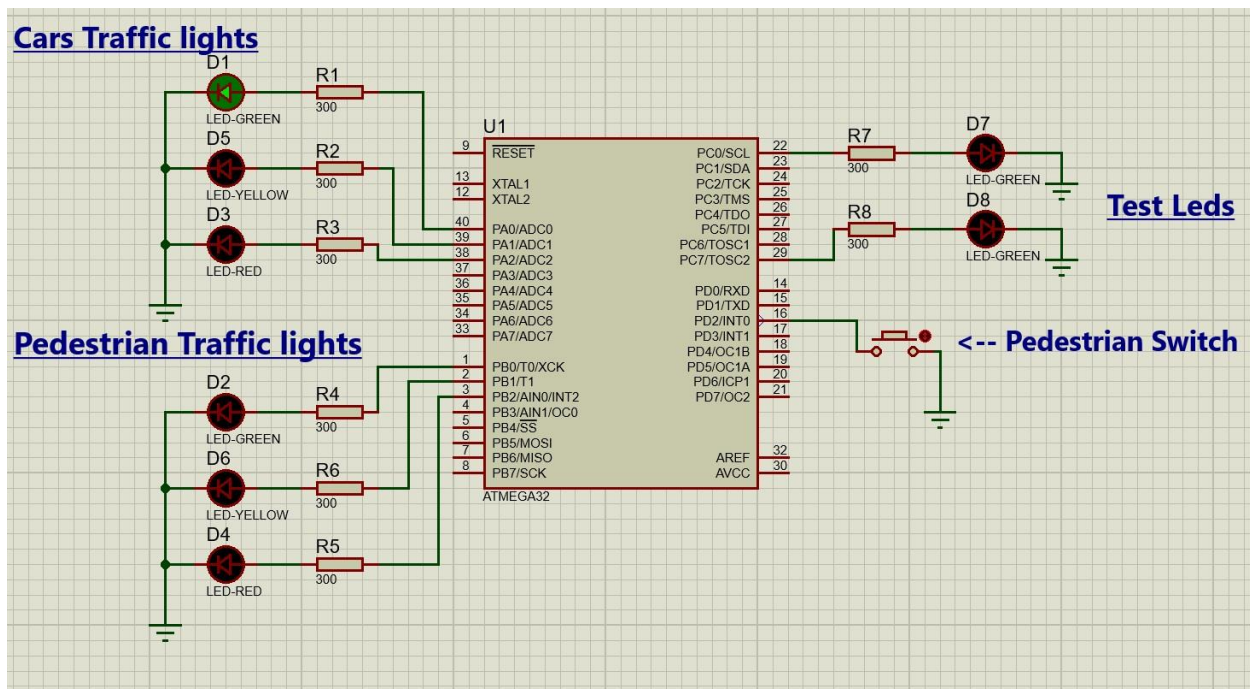 Cars Traffic lights
D1
R1
LED-GREEN
300
D5
R2
LED-YELLOW
300
D3
R3
LED-RED
300
Pedestrian Traffic lights
D2
R4
LED-GREEN
300
D6
R6
LED-YELLOW
300
D4
R5
LED-RED
300
U1
9 RESET
13 XTAL1
12 XTAL2
40 PA0/ADC0
39 PA1/ADC1
38 PA2/ADC2
37 PA3/ADC3
36 PA4/ADC4
35 PA5/ADC5
34 PA6/ADC6
33 PA7/ADC7
1 PB0/T0/XCK
2 PB1/T1
3 PB2/AIN0/INT2
4 PB3/AIN1/OC0
5 PB4/SS
6 PB5/MOSI
7 PB6/MISO
8 PB7/SCK
PC0/SCL 22
PC1/SDA 23
PC2/TCK 24
PC3/TMS 25
PC4/TDO 26
PC5/TDI 27
PC6/TOSC1 28
PC7/TOSC2 29
PD0/RXD 14
PD1/TXD 15
PD2/INT0 16
PD3/INT1 17
PD4/OC1B 18
PD5/OC1A 19
PD6/ICP1 20
PD7/OC2 21
AREF 32
AVCC 30
ATMEGA32
R7
D7
300
LED-GREEN
R8
D8
300
LED-GREEN
Test Leds
<-- Pedestrian Switch